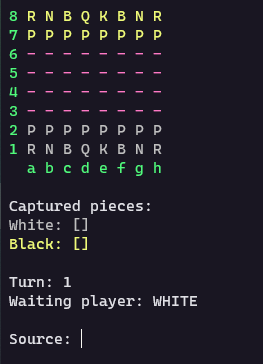 8 R N B Q K B N R
7 P P P P P P P P
6 - - - - - - - -
5 - - - - - - - -
4 - - - - - - - -
3 - - - - - - - -
2 P P P P P P P P
1 R N B Q K B N R
a b c d e f g h
Captured pieces:
White: []
Black: []
Turn: 1
Waiting player: WHITE
Source: